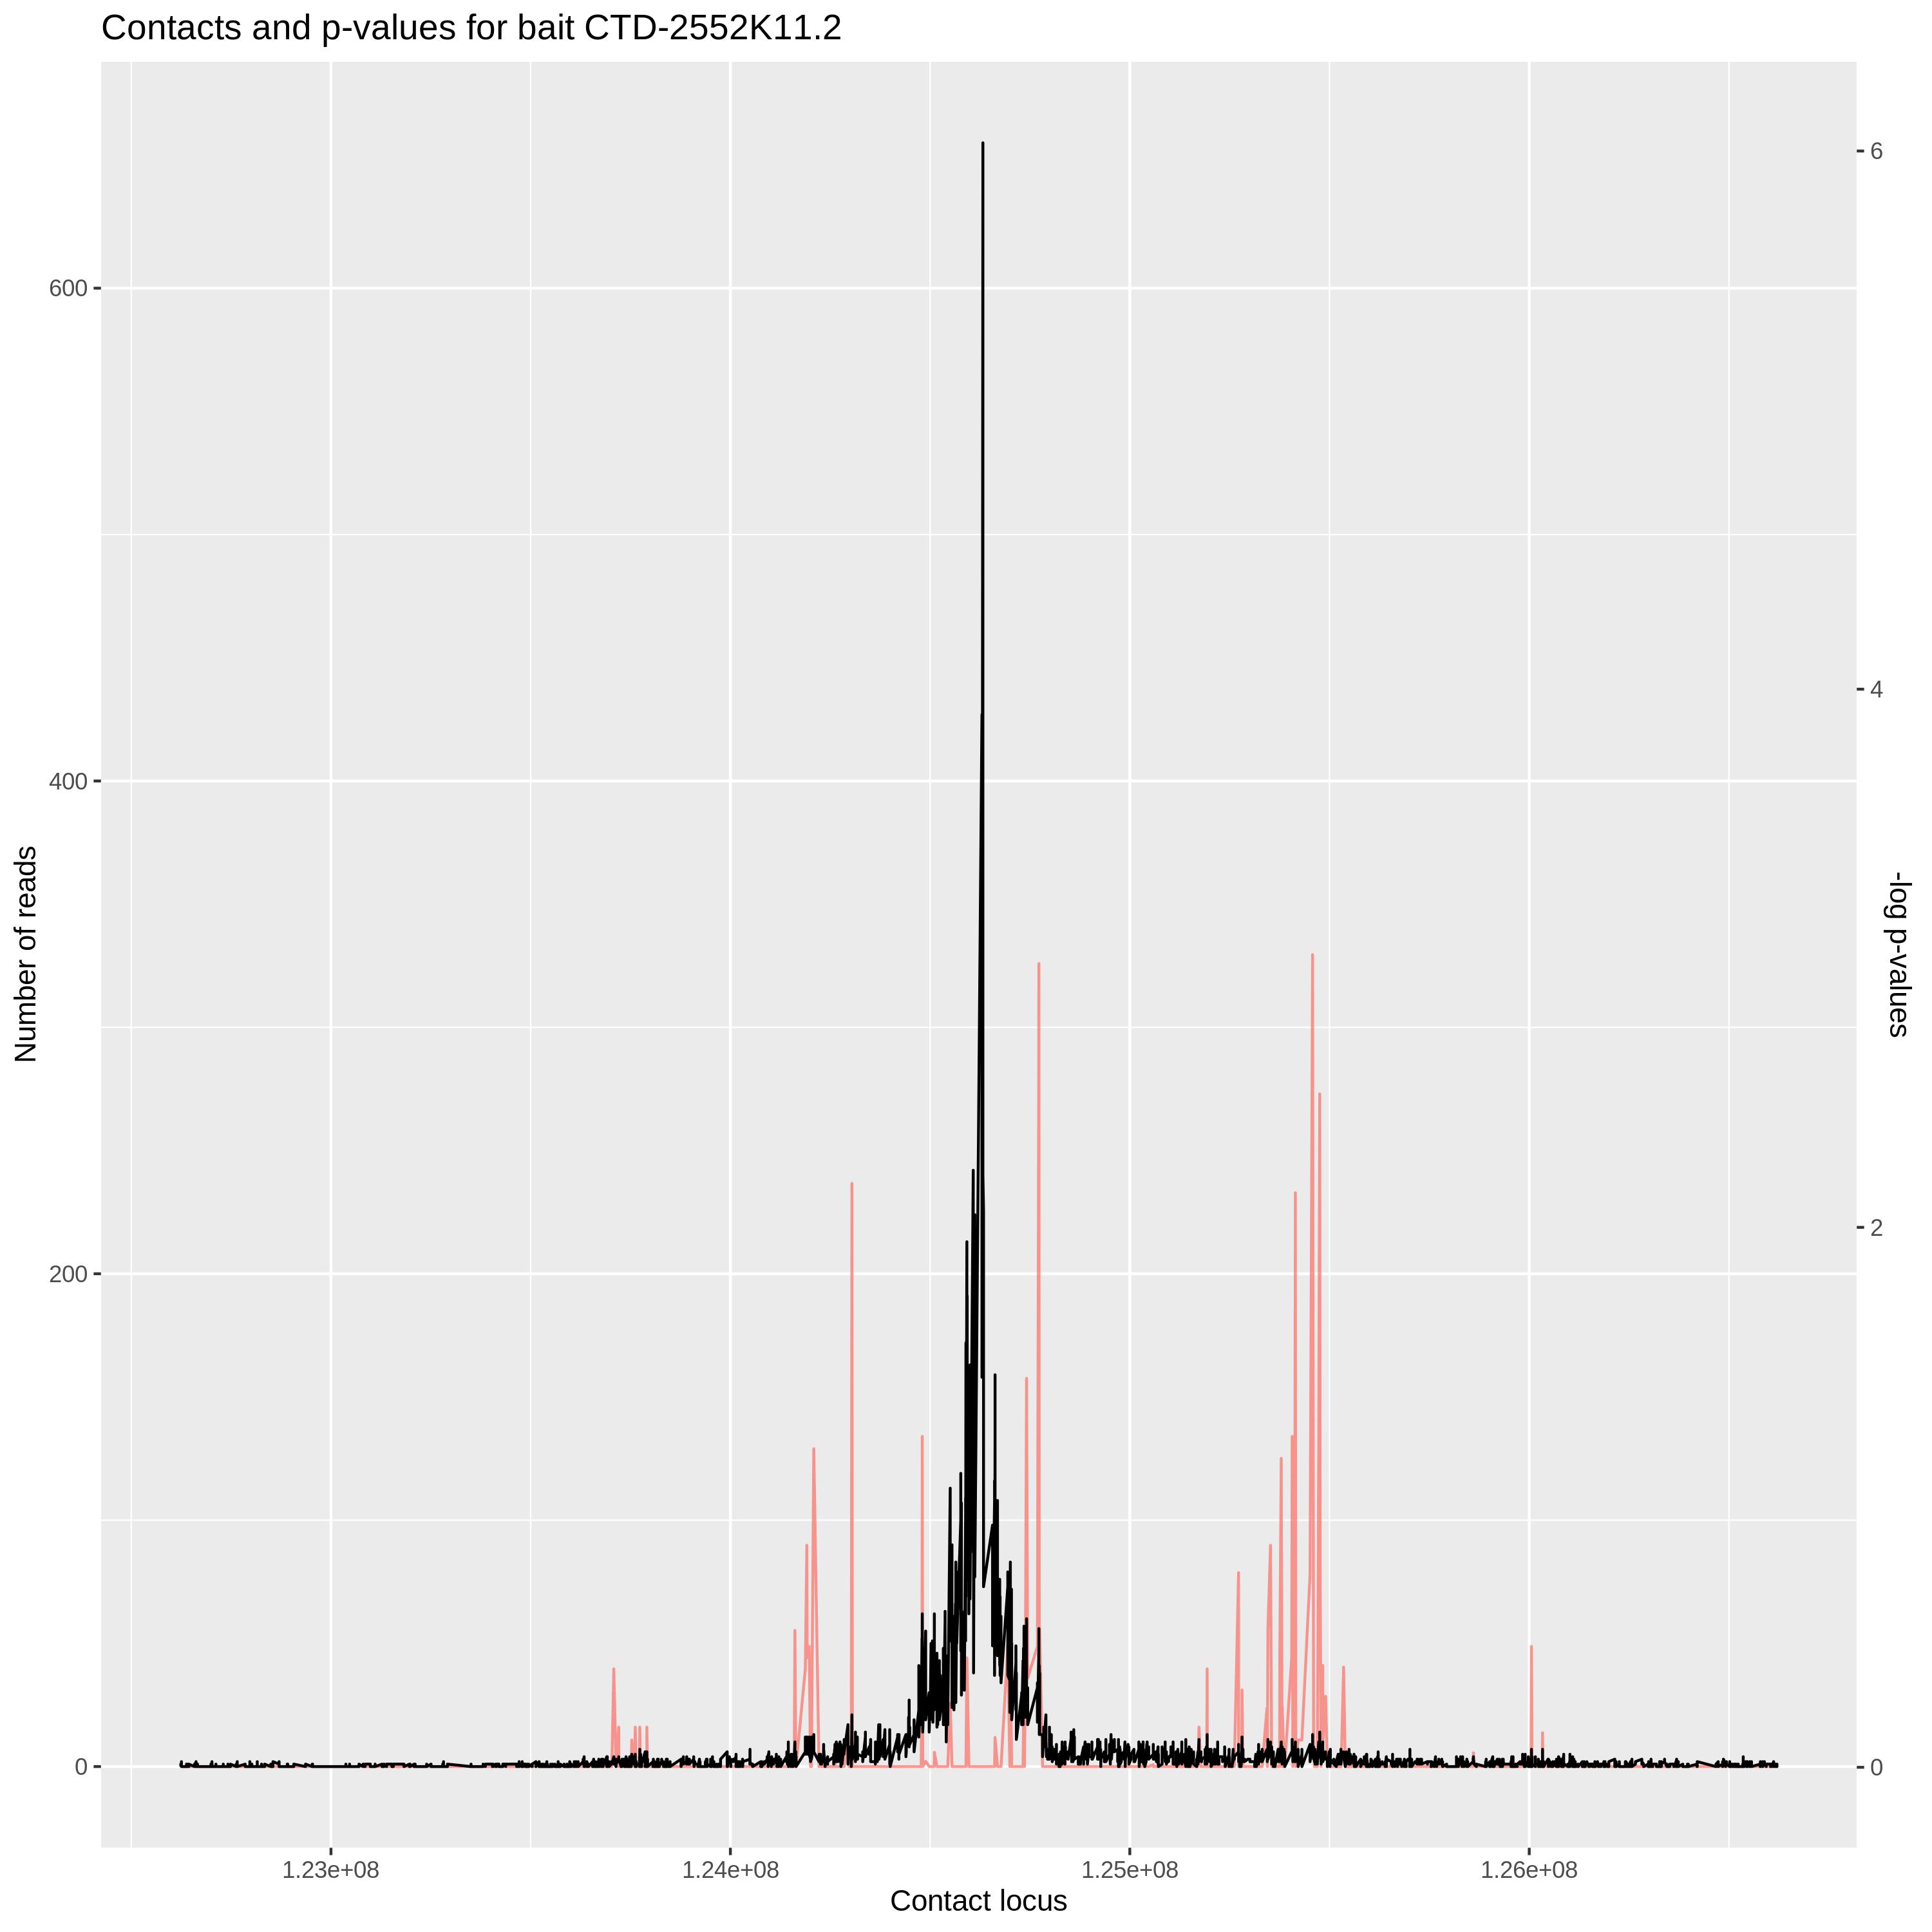 Contacts and p-values for bait CTD-2552K11.2
600
400
200
0
6
4
2
0
Number of reads
-log p-values
1.23e+08
1.24e+08
1.25e+08
1.26e+08
Contact locus